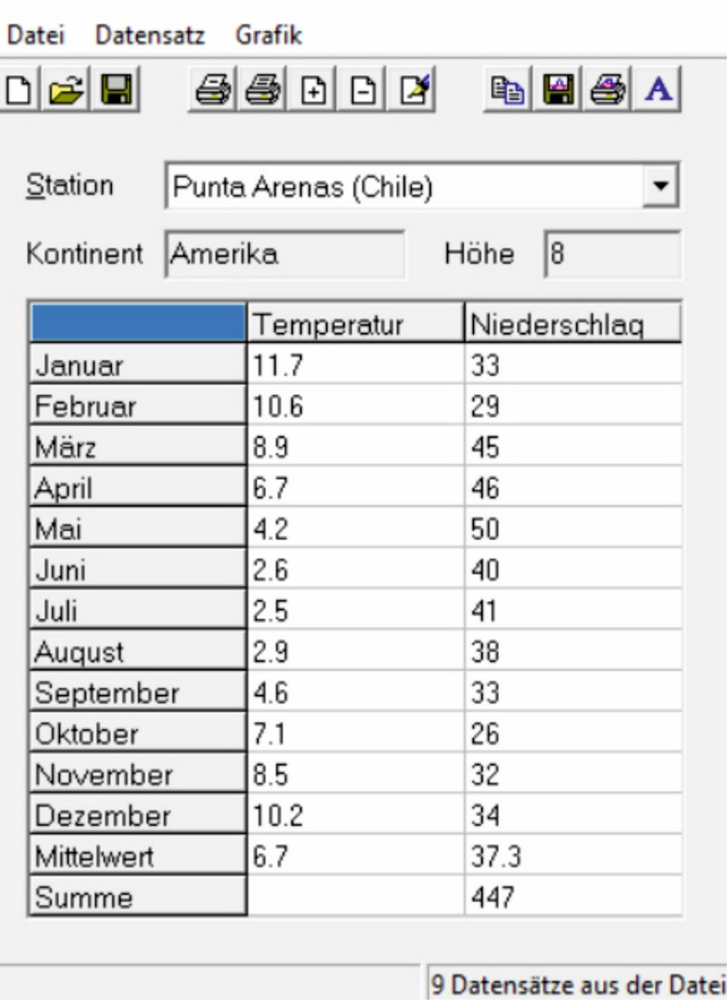 Datei Datensatz Grafik
A
Station Punta Arenas (Chile)
Kontinent Amerika Höhe 8
Temperatur Niederschlag
Januar 11.7 33
Februar 10.6 29
März 8.9 45
April 6.7 46
Mai 4.2 50
Juni 2.6 40
Juli 2.5 41
August 2.9 38
September 4.6 33
Oktober 7.1 26
November 8.5 32
Dezember 10.2 34
Mittelwert 6.7 37.3
Summe 447
9 Datensätze aus der Datei